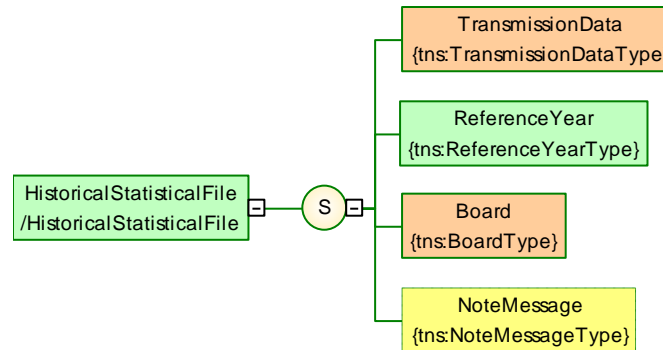 TransmissionData
{tns:TransmissionDataType
ReferenceYear
{tns:ReferenceYearType}
HistoricalStatisticalFile
/HistoricalStatisticalFile
S
Board
{tns:BoardType}
NoteMessage
{tns:NoteMessageType}